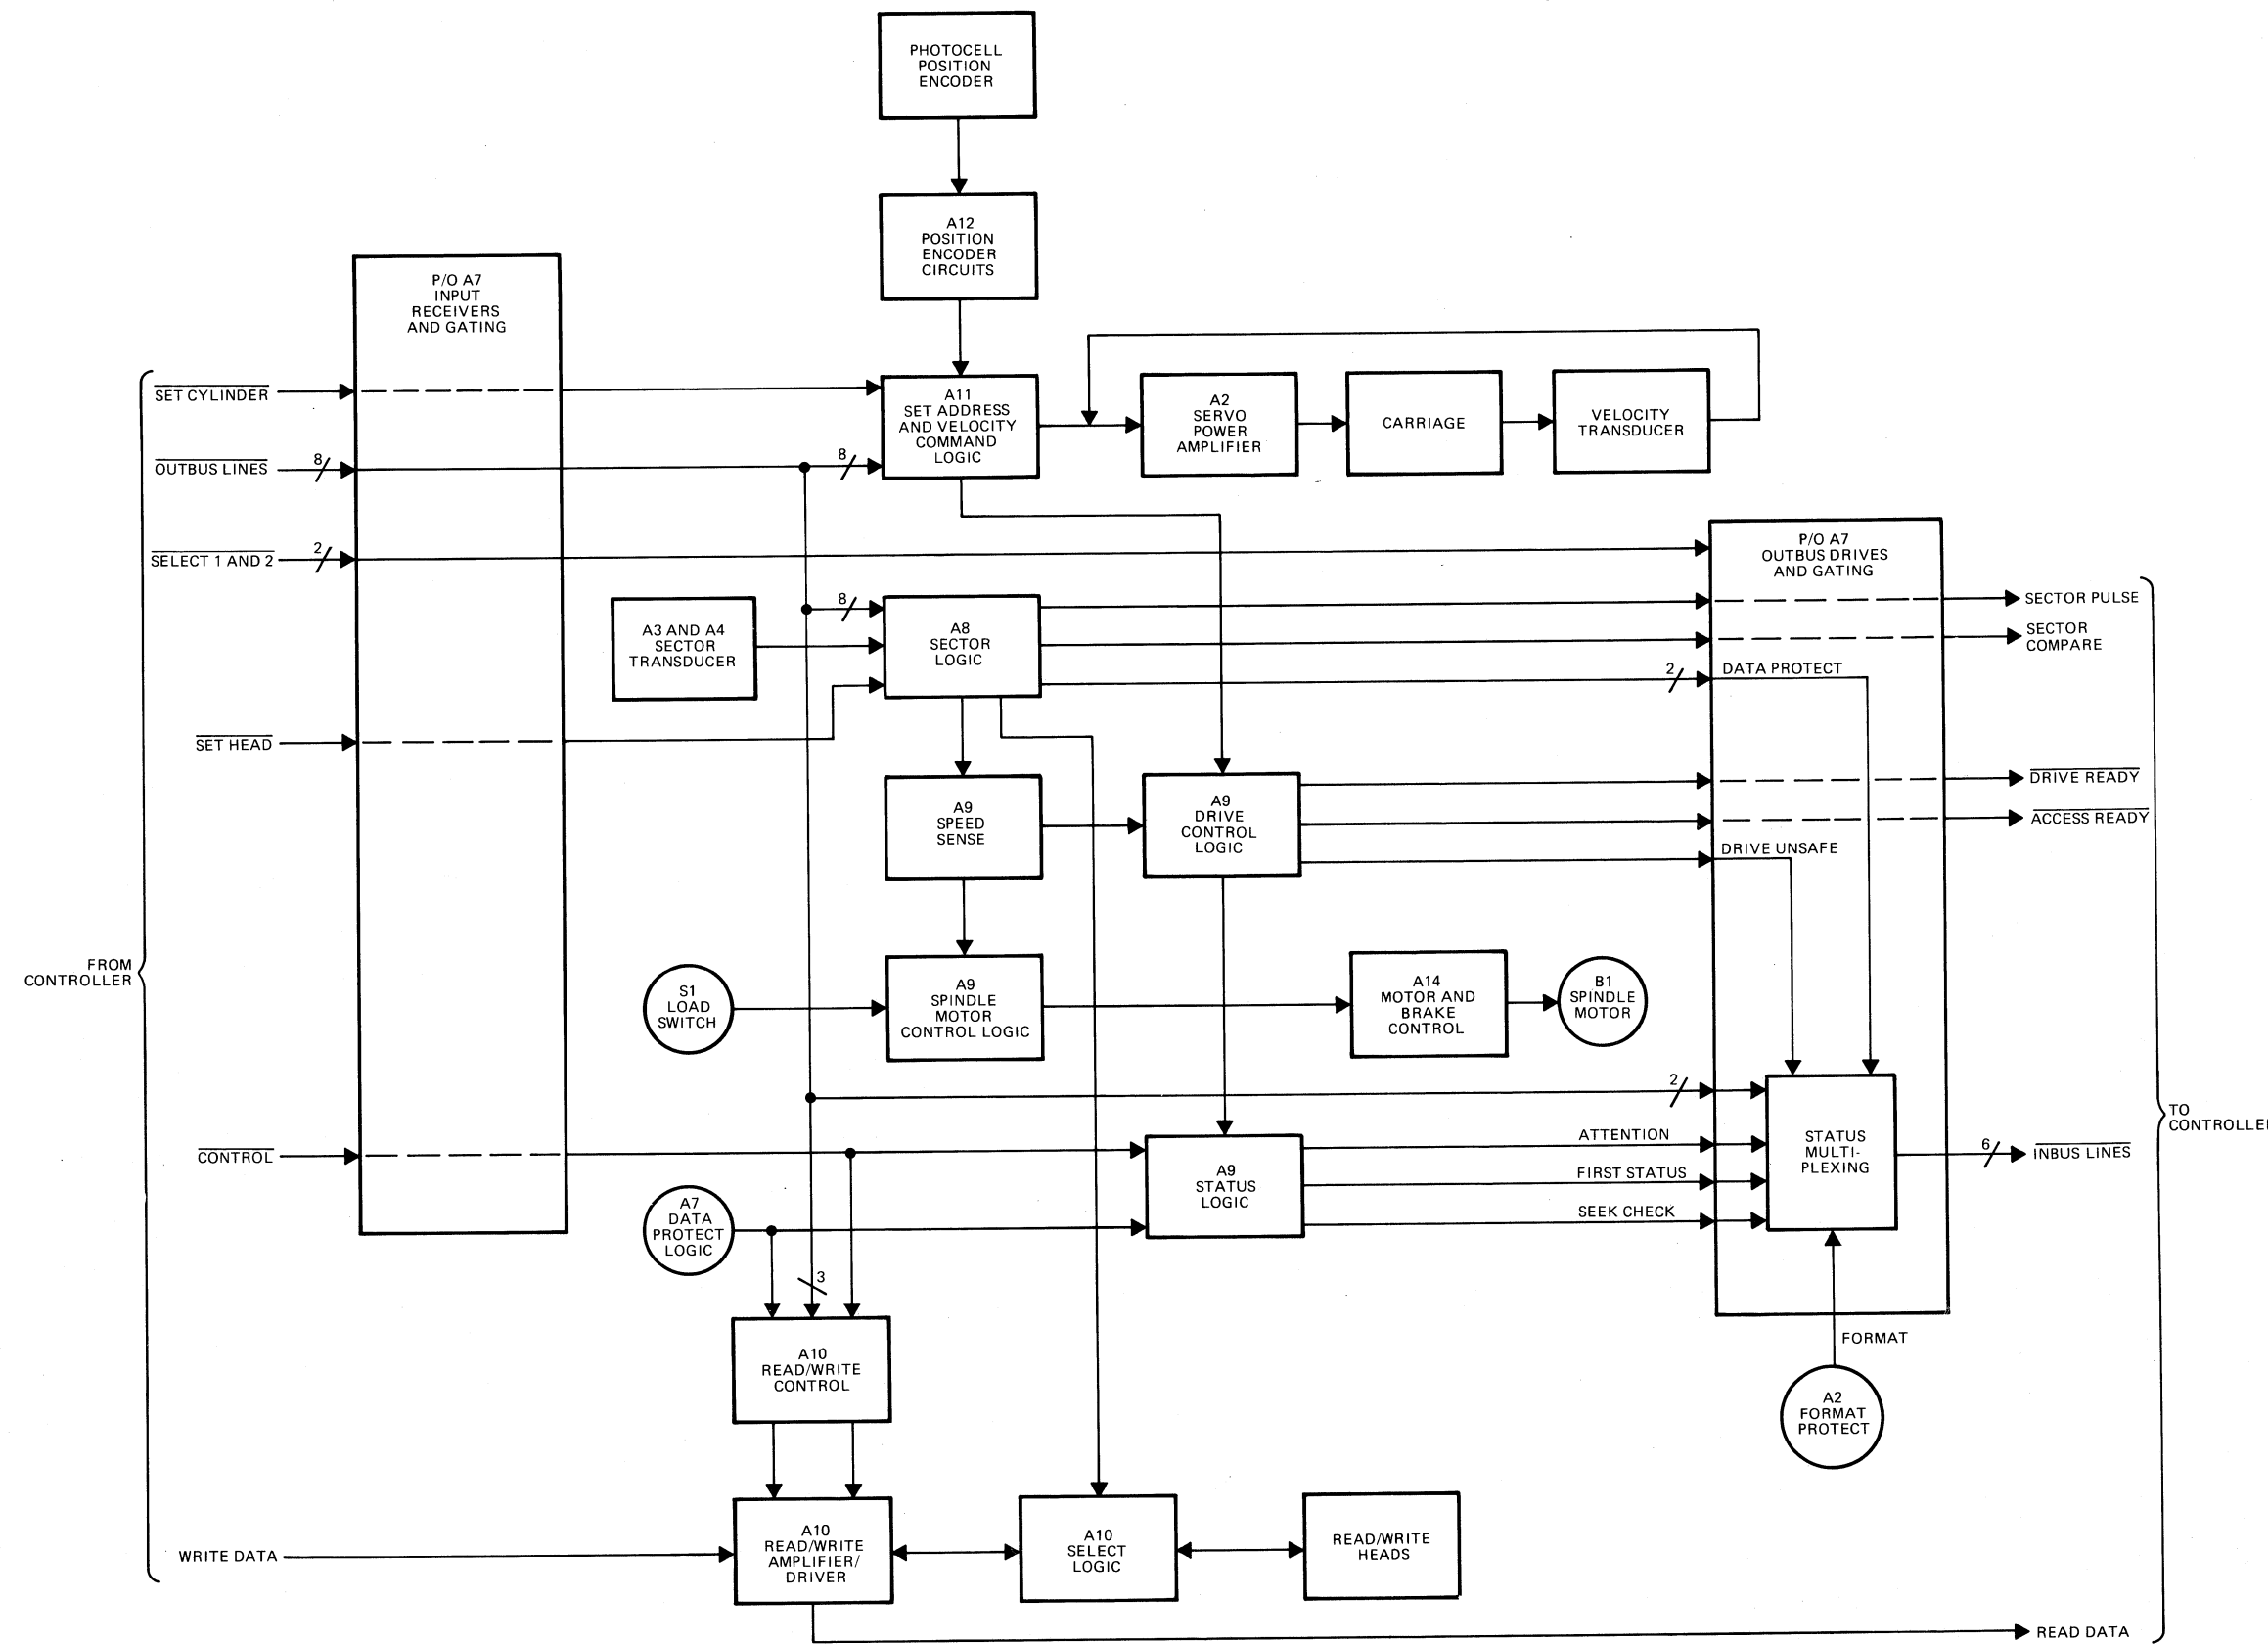 PHOTOCELL
POSITION
ENCODER
A12
POSITION
ENCODER
CIRCUITS
P/O A7
INPUT
RECEIVERS
AND GATING
SET CYLINDER
OUTBUS LINES
8
SELECT 1 AND 2
2
SET HEAD
FROM
CONTROLLER
CONTROL
WRITE DATA
8
A11
SET ADDRESS
AND VELOCITY
COMMAND
LOGIC
A2
SERVO
POWER
AMPLIFIER
CARRIAGE
VELOCITY
TRANSDUCER
A3 AND A4
SECTOR
TRANSDUCER
8
A8
SECTOR
LOGIC
2
P/O A7
OUTBUS DRIVES
AND GATING
DATA PROTECT
DRIVE UNSAFE
SECTOR PULSE
SECTOR
COMPARE
DRIVE READY
ACCESS READY
A9
SPEED
SENSE
A9
DRIVE
CONTROL
LOGIC
S1
LOAD
SWITCH
A9
SPINDLE
MOTOR
CONTROL LOGIC
A14
MOTOR AND
BRAKE
CONTROL
B1
SPINDLE
MOTOR
2
A7
DATA
PROTECT
LOGIC
A9
STATUS
LOGIC
ATTENTION
FIRST STATUS
SEEK CHECK
STATUS
MULTI-
PLEXING
6
INBUS LINES
TO
CONTROLLER
3
A10
READ/WRITE
CONTROL
FORMAT
A2
FORMAT
PROTECT
A10
READ/WRITE
AMPLIFIER/
DRIVER
A10
SELECT
LOGIC
READ/WRITE
HEADS
READ DATA